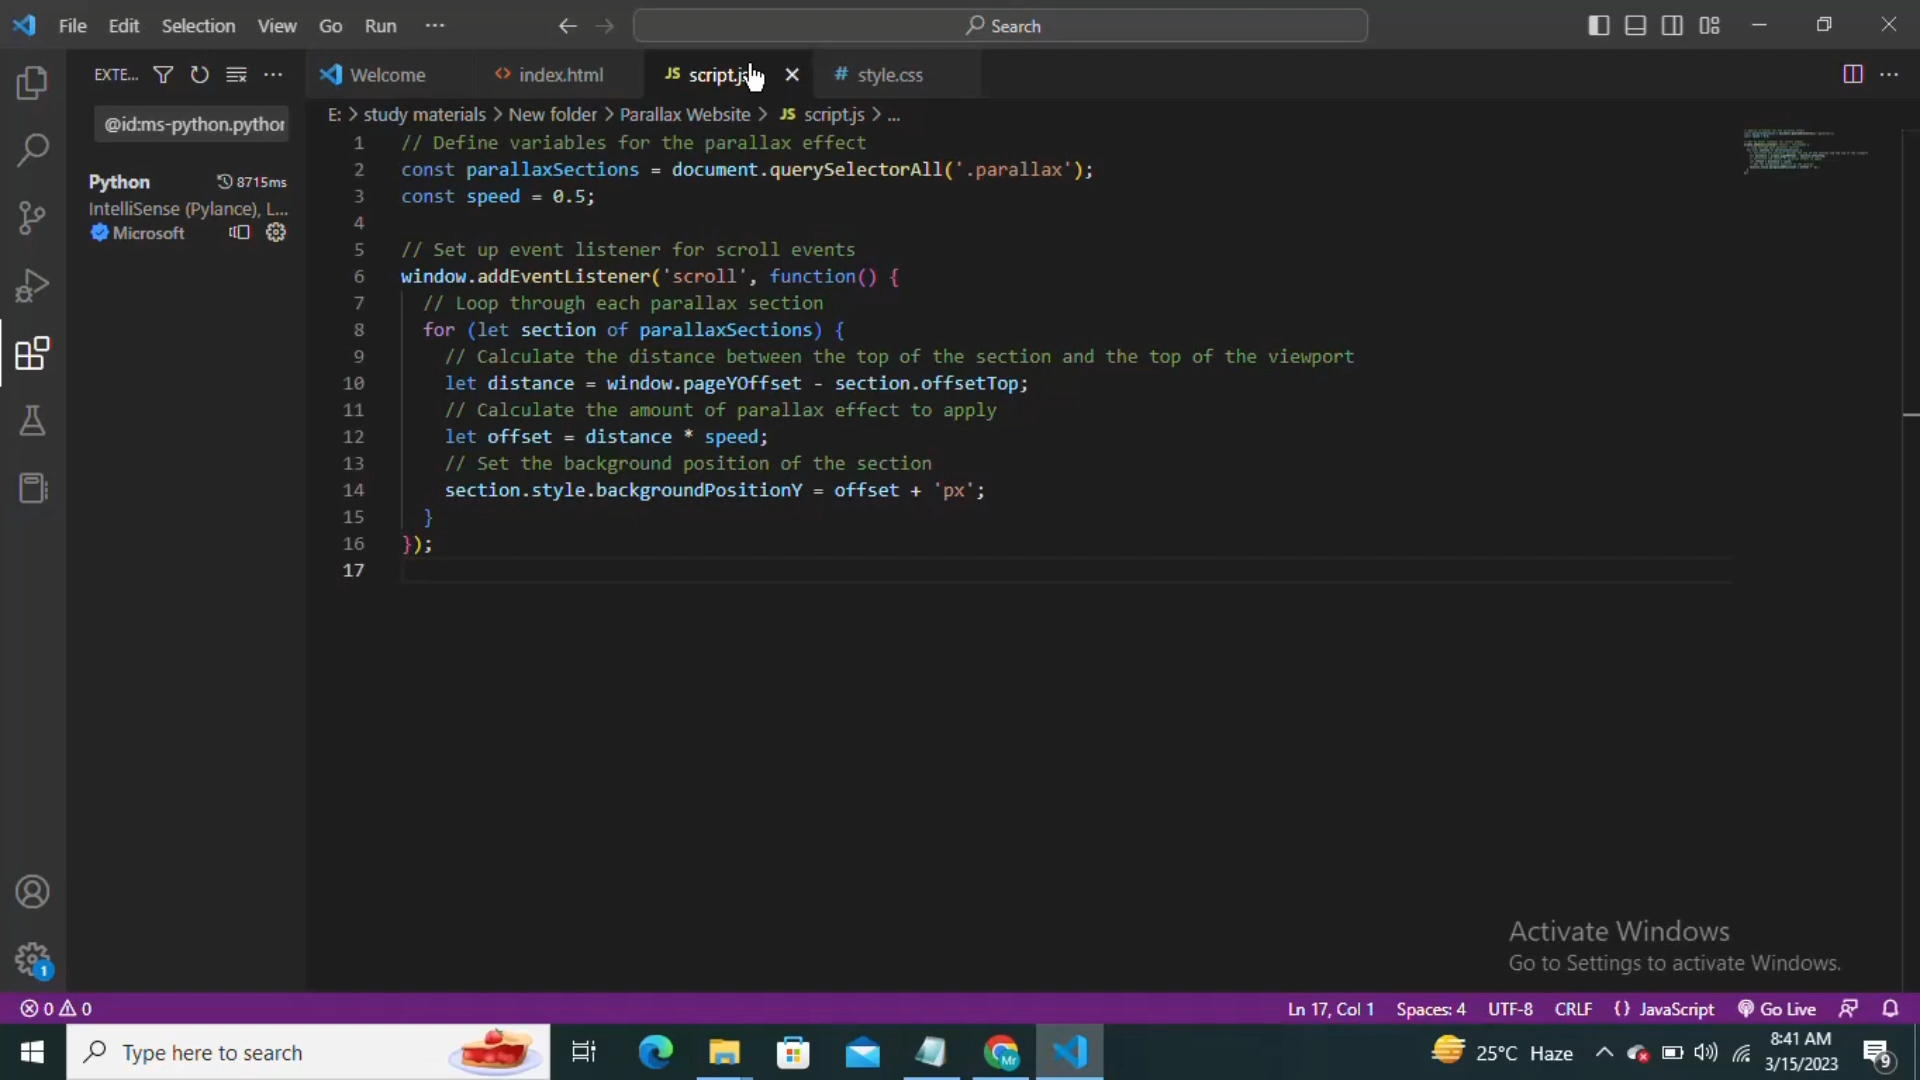 File Edit Selection View Go Run ...
Search
EXTE...
Welcome
index.html
JS script.js
# style.css
@id:ms-python.python
E: > study materials > New folder > Parallax Website > JS script.js > ...
Python 8715ms
IntelliSense (Pylance), L...
Microsoft
1 // Define variables for the parallax effect
2 const parallaxSections = document.querySelectorAll('.parallax');
3 const speed = 0.5;
4
5 // Set up event listener for scroll events
6 window.addEventListener('scroll', function() {
7 // Loop through each parallax section
8 for (let section of parallaxSections) {
9 // Calculate the distance between the top of the section and the top of the viewport
10 let distance = window.pageYOffset - section.offsetTop;
11 // Calculate the amount of parallax effect to apply
12 let offset = distance * speed;
13 // Set the background position of the section
14 section.style.backgroundPositionY = offset + 'px';
15 }
16 });
17
1
Activate Windows
Go to Settings to activate Windows.
0 0
Ln 17, Col 1 Spaces: 4 UTF-8 CRLF {} JavaScript Go Live
Type here to search
Mr
25°C Haze
8:41 AM
3/15/2023
9